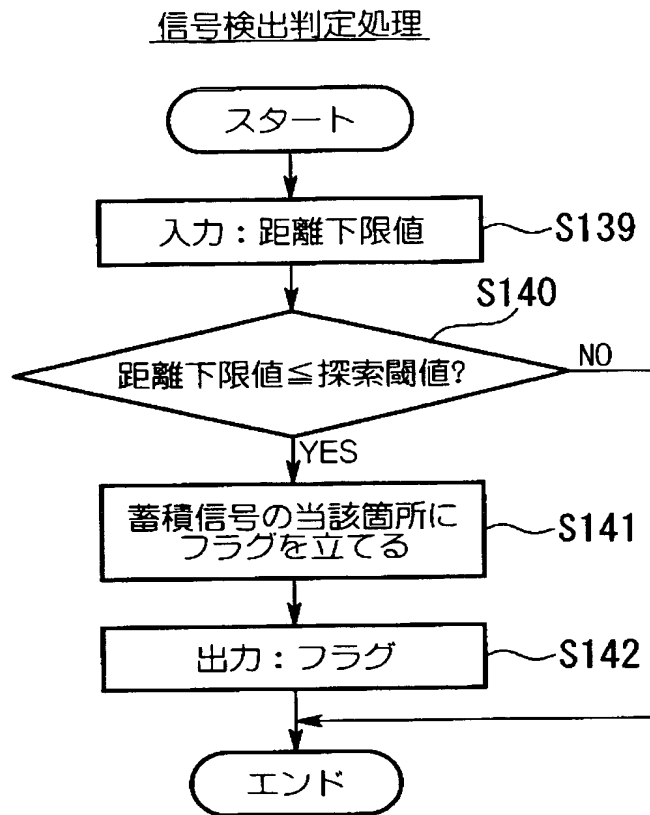 信号検出判定処理
スタート
入力：距離下限値
S139
S140
距離下限値≦探索閾値?
NO
YES
蓄積信号の当該箇所に
フラグを立てる
S141
出力：フラグ
S142
エンド